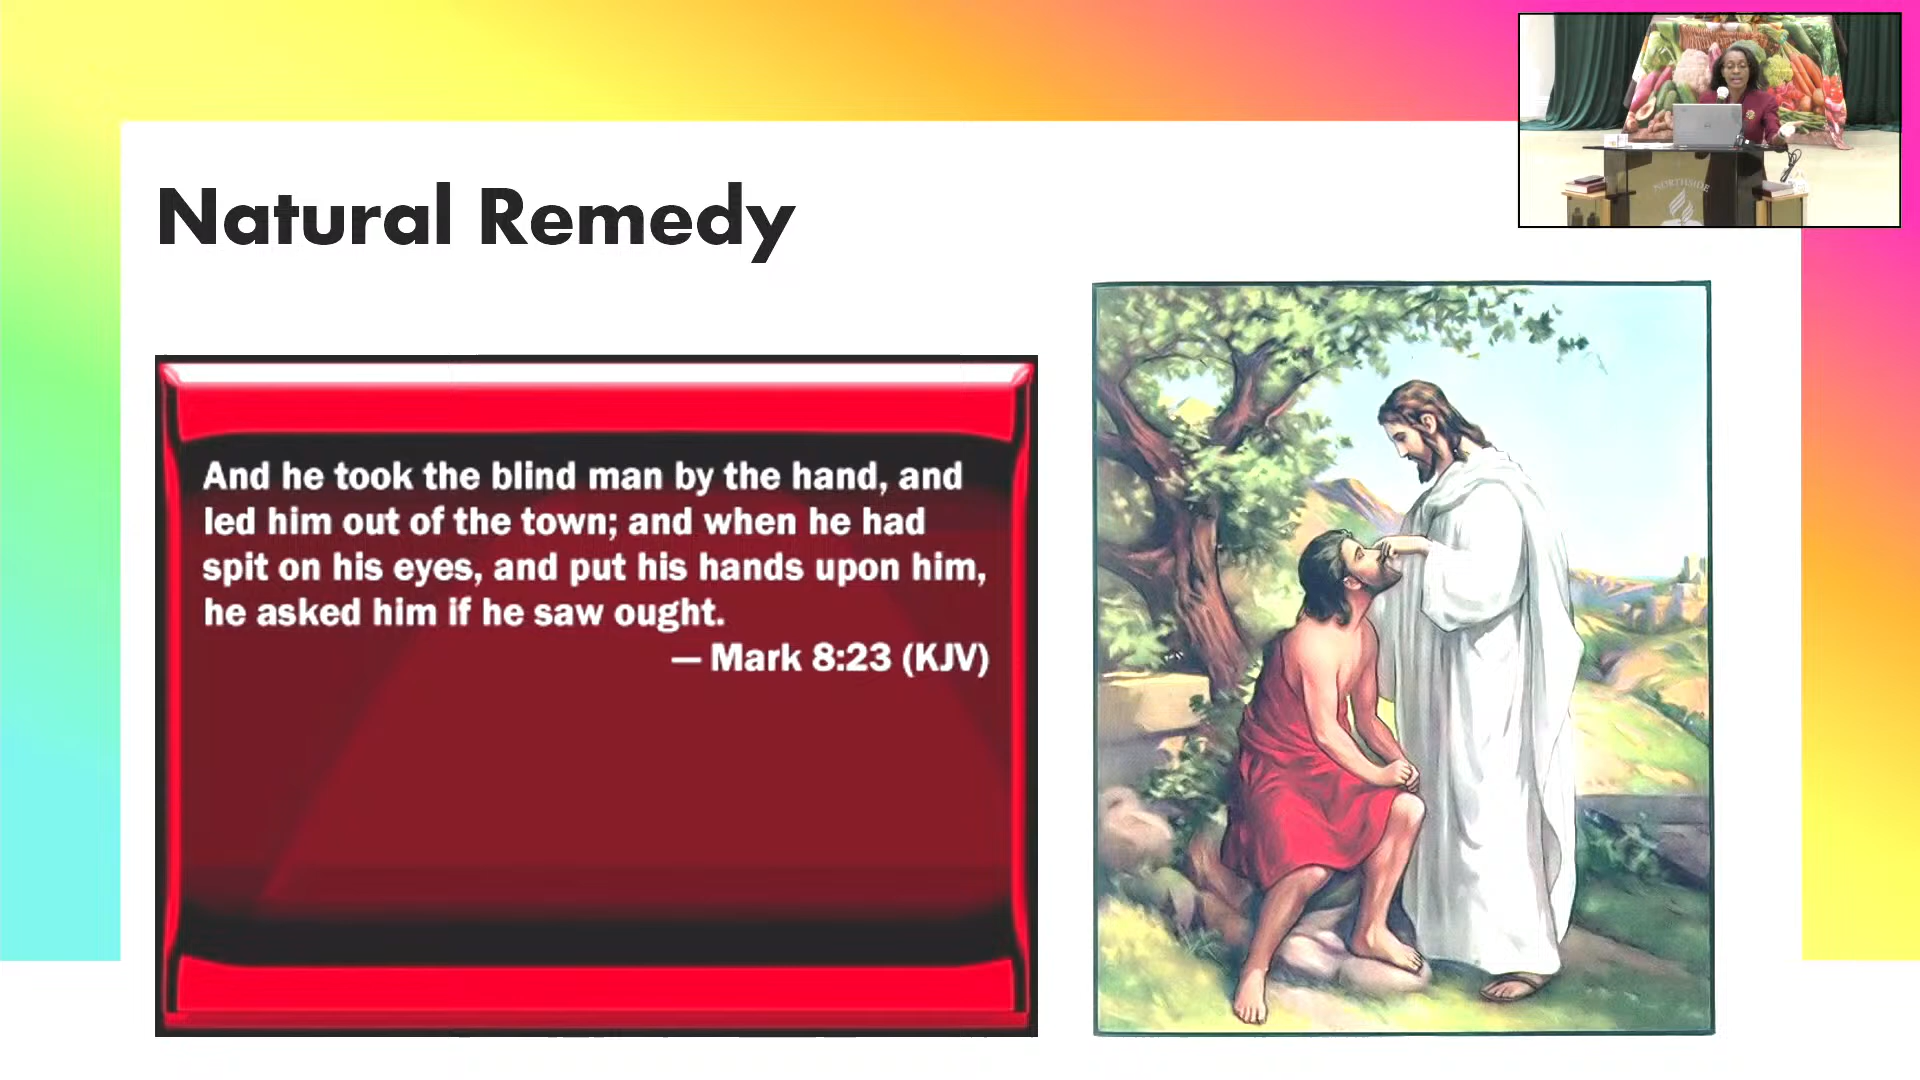 Natural Remedy
And he took the blind man by the hand, and
led him out of the town; and when he had
spit on his eyes, and put his hands upon him,
he asked him if he saw ought.
— Mark 8:23 (KJV)
NORTHSIDE